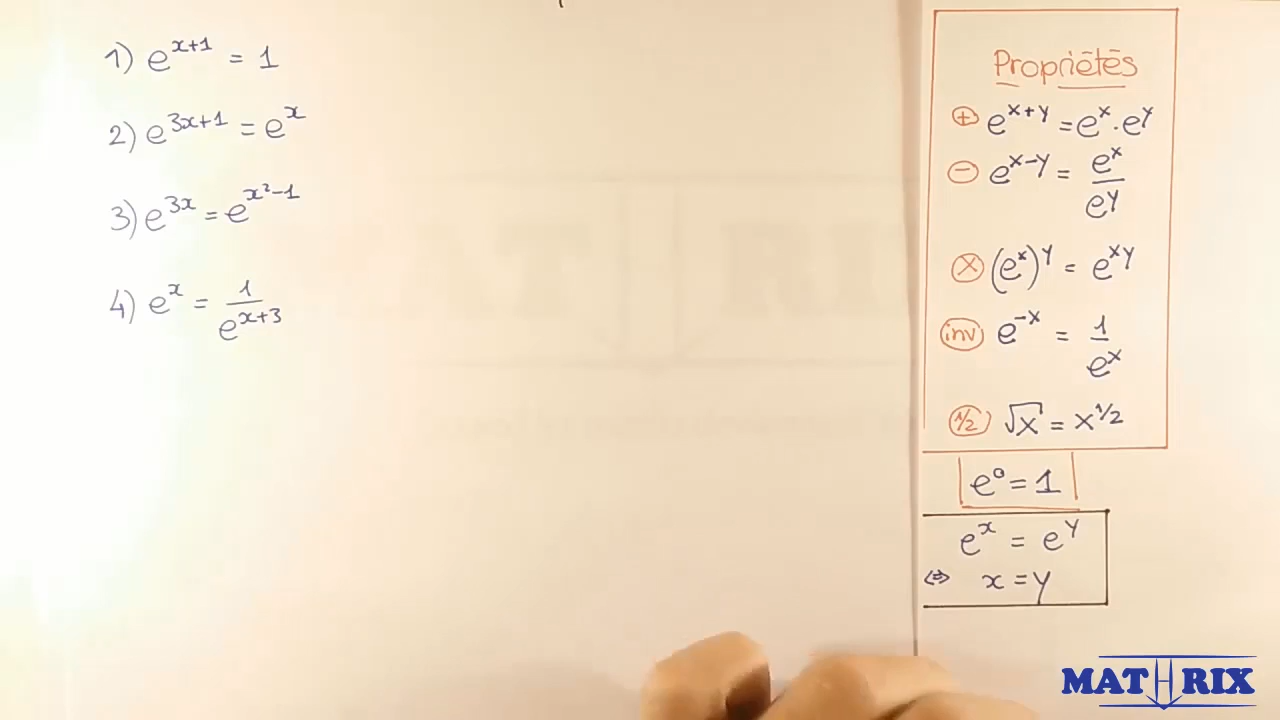 1) e^{x+1} = 1
2) e^{3x+1} = e^x
3) e^{3x} = e^{x²-1}
4) e^x = 1/e^{x+3}
Propriētēs
+ e^{x+y} = e^x · e^y
− e^{x-y} = e^x/e^y
× (e^x)^y = e^{xy}
inv e^{-x} = 1/e^x
1/2 √x = x^{1/2}
e^0 = 1
e^x = e^y
⇔ x = y
MATHRIX